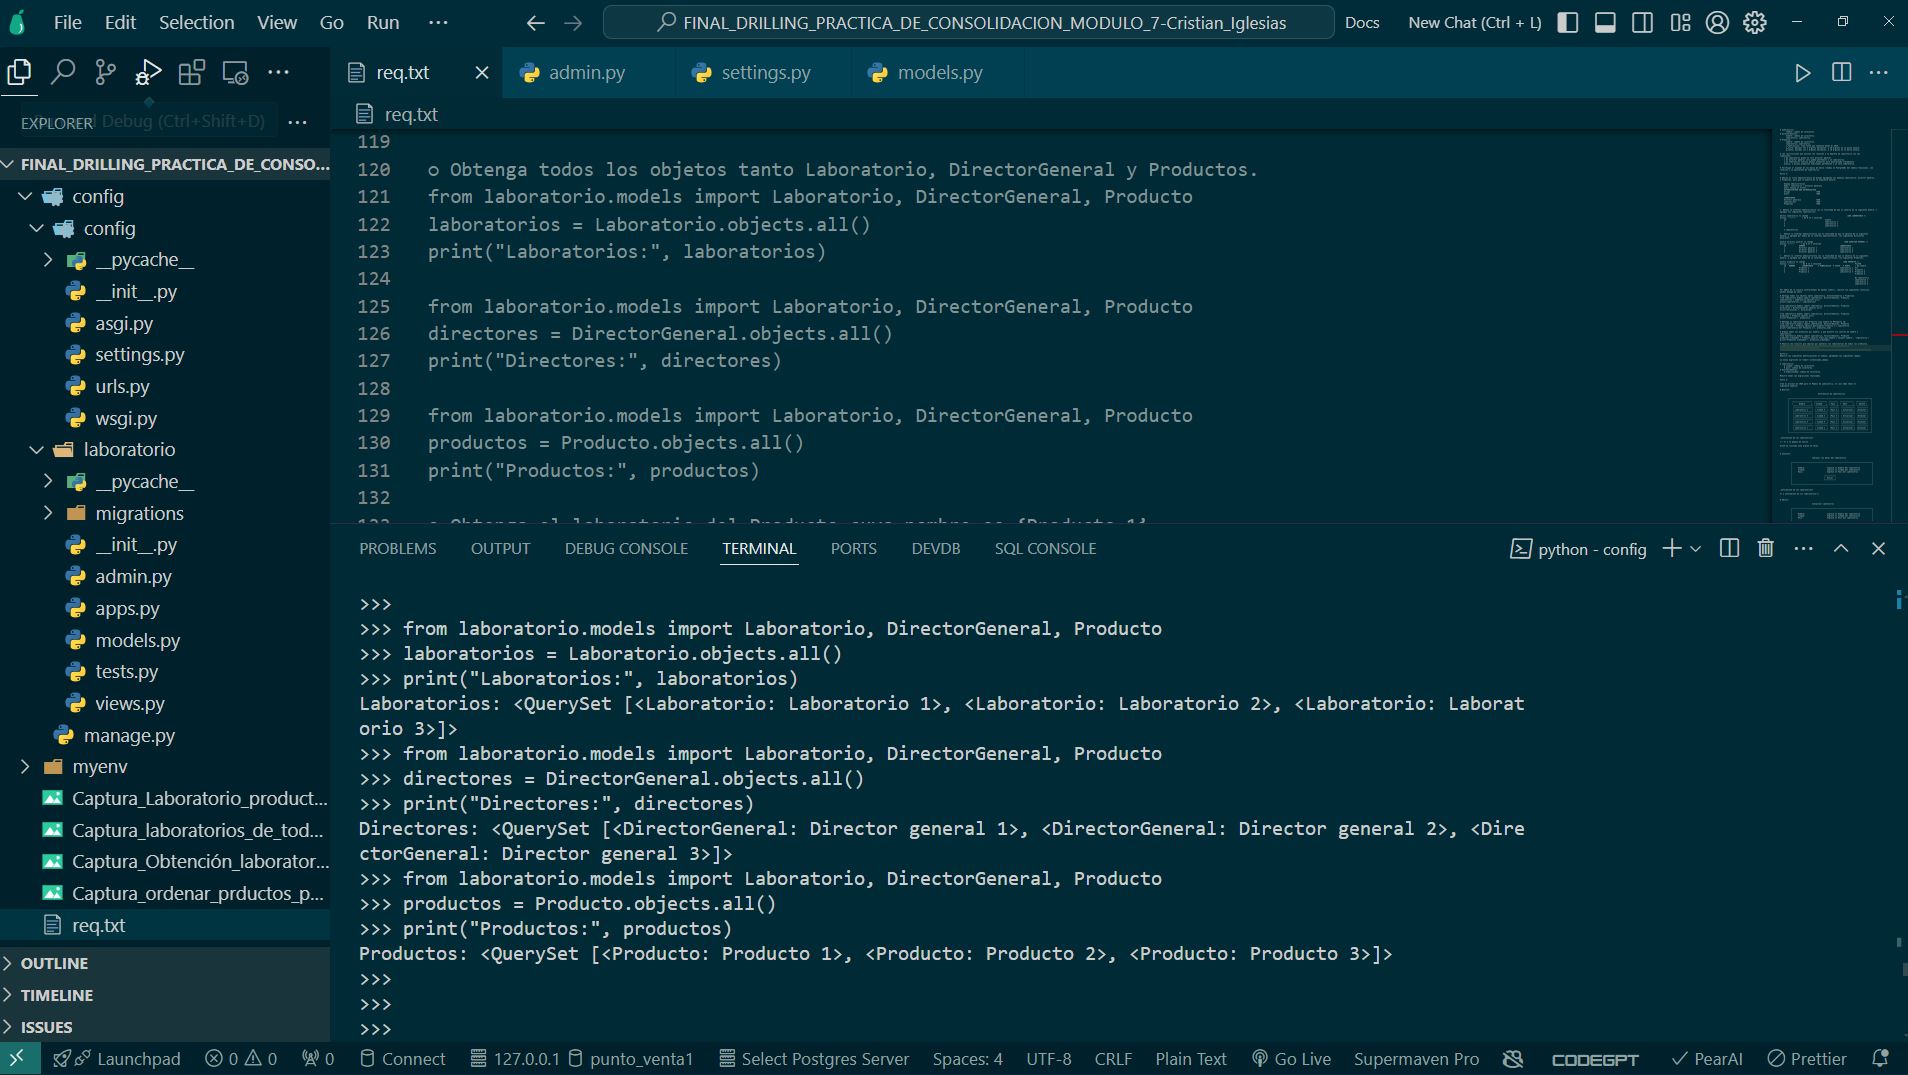 File Edit Selection View Go Run ··· FINAL_DRILLING_PRACTICA_DE_CONSOLIDACION_MODULO_7-Cristian_Iglesias Docs New Chat (Ctrl + L)
req.txt admin.py settings.py models.py
EXPLORER Debug (Ctrl+Shift+D)
req.txt
FINAL_DRILLING_PRACTICA_DE_CONSO...
config
config
__pycache__
__init__.py
asgi.py
settings.py
urls.py
wsgi.py
laboratorio
__pycache__
migrations
__init__.py
admin.py
apps.py
models.py
tests.py
views.py
manage.py
myenv
Captura_Laboratorio_product...
Captura_laboratorios_de_tod...
Captura_Obtención_laborator...
Captura_ordenar_prductos_p...
req.txt
OUTLINE
TIMELINE
ISSUES
119
120 o Obtenga todos los objetos tanto Laboratorio, DirectorGeneral y Productos.
121 from laboratorio.models import Laboratorio, DirectorGeneral, Producto
122 laboratorios = Laboratorio.objects.all()
123 print("Laboratorios:", laboratorios)
124
125 from laboratorio.models import Laboratorio, DirectorGeneral, Producto
126 directores = DirectorGeneral.objects.all()
127 print("Directores:", directores)
128
129 from laboratorio.models import Laboratorio, DirectorGeneral, Producto
130 productos = Producto.objects.all()
131 print("Productos:", productos)
132
133 o Obtenga el laboratorio del Producto cuyo nombre es
PROBLEMS OUTPUT DEBUG CONSOLE TERMINAL PORTS DEVDB SQL CONSOLE python - config
>>>
>>> from laboratorio.models import Laboratorio, DirectorGeneral, Producto
>>> laboratorios = Laboratorio.objects.all()
>>> print("Laboratorios:", laboratorios)
Laboratorios: <QuerySet [<Laboratorio: Laboratorio 1>, <Laboratorio: Laboratorio 2>, <Laboratorio: Laborat
orio 3>]>
>>> from laboratorio.models import Laboratorio, DirectorGeneral, Producto
>>> directores = DirectorGeneral.objects.all()
>>> print("Directores:", directores)
Directores: <QuerySet [<DirectorGeneral: Director general 1>, <DirectorGeneral: Director general 2>, <Dire
ctorGeneral: Director general 3>]>
>>> from laboratorio.models import Laboratorio, DirectorGeneral, Producto
>>> productos = Producto.objects.all()
>>> print("Productos:", productos)
Productos: <QuerySet [<Producto: Producto 1>, <Producto: Producto 2>, <Producto: Producto 3>]>
>>>
>>>
>>>
Launchpad 0 0 0 Connect 127.0.0.1 punto_venta1 Select Postgres Server Spaces: 4 UTF-8 CRLF Plain Text Go Live Supermaven Pro CODEGPT PearAI Prettier